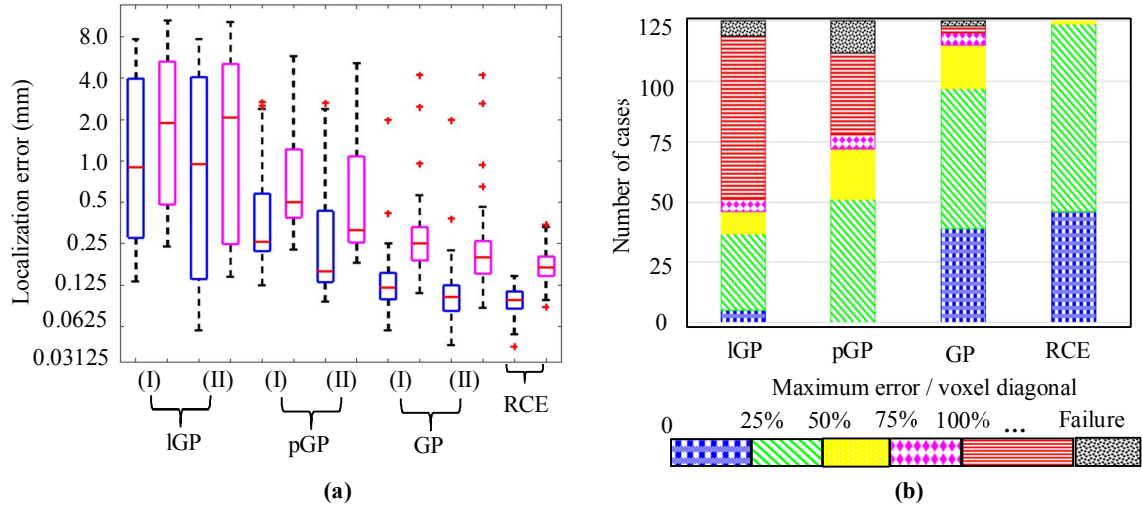 Localization error (mm)
8.0
4.0
2.0
1.0
0.5
0.25
0.125
0.0625
0.03125
(I) (II) (I) (II) (I) (II)
lGP pGP GP RCE
(a)
Number of cases
125
100
75
50
25
0
lGP pGP GP RCE
Maximum error / voxel diagonal
0 25% 50% 75% 100% ... Failure
(b)